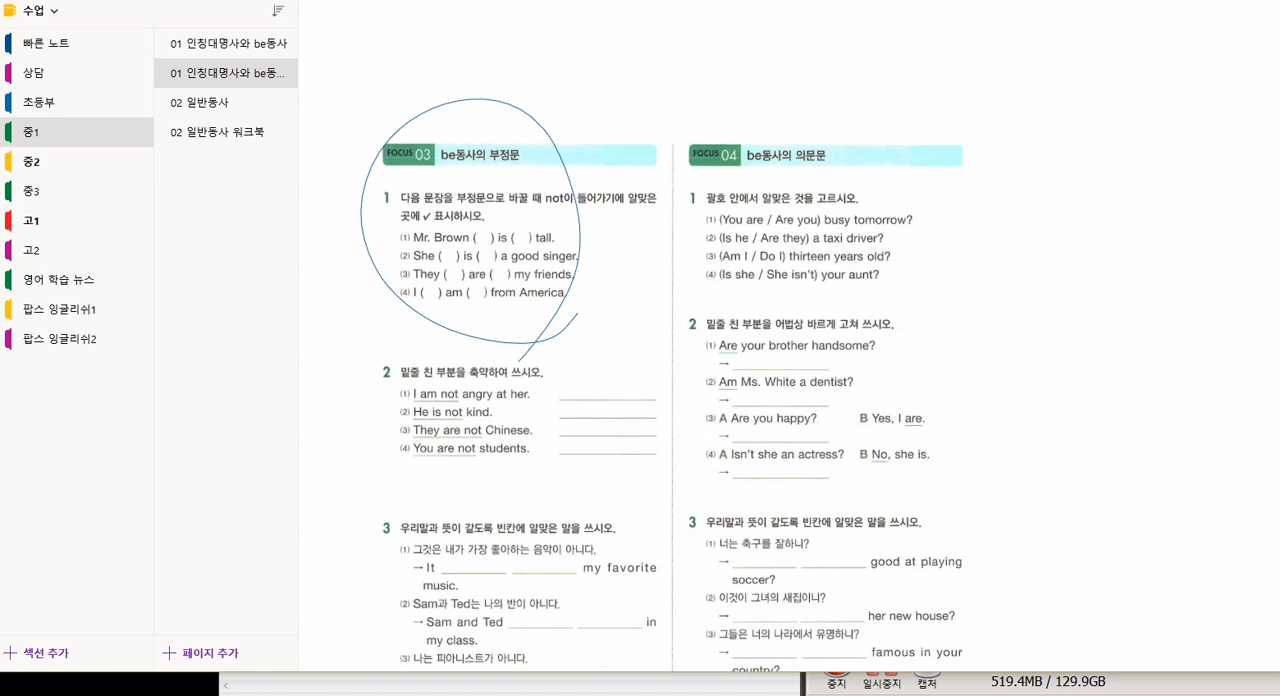 수업
빠른 노트
상담
초등부
중1
중2
중3
고1
고2
영어 학습 뉴스
팝스 잉글리쉬1
팝스 잉글리쉬2
섹션 추가
01 인칭대명사와 be동사
01 인칭대명사와 be동...
02 일반동사
02 일반동사 워크북
페이지 추가
FOCUS 03 be동사의 부정문
1 다음 문장을 부정문으로 바꿀 때 not이 들어가기에 알맞은
곳에 ✓ 표시하시오.
(1) Mr. Brown ( ) is ( ) tall.
(2) She ( ) is ( ) a good singer.
(3) They ( ) are ( ) my friends.
(4) I ( ) am ( ) from America.
2 밑줄 친 부분을 축약하여 쓰시오.
(1) I am not angry at her.
(2) He is not kind.
(3) They are not Chinese.
(4) You are not students.
3 우리말과 뜻이 같도록 빈칸에 알맞은 말을 쓰시오.
(1) 그것은 내가 가장 좋아하는 음악이 아니다.
→ It ________ ________ my favorite
music.
(2) Sam과 Ted는 나의 반이 아니다.
→ Sam and Ted ________ ________ in
my class.
(3) 나는 피아니스트가 아니다.
FOCUS 04 be동사의 의문문
1 괄호 안에서 알맞은 것을 고르시오.
(1) (You are / Are you) busy tomorrow?
(2) (Is he / Are they) a taxi driver?
(3) (Am I / Do I) thirteen years old?
(4) (Is she / She isn't) your aunt?
2 밑줄 친 부분을 어법상 바르게 고쳐 쓰시오.
(1) Are your brother handsome?
→ ________
(2) Am Ms. White a dentist?
→ ________
(3) A Are you happy? B Yes, I are.
→ ________
(4) A Isn't she an actress? B No, she is.
→ ________
3 우리말과 뜻이 같도록 빈칸에 알맞은 말을 쓰시오.
(1) 너는 축구를 잘하니?
→ ________ ________ good at playing
soccer?
(2) 이것이 그녀의 새집이니?
→ ________ ________ her new house?
(3) 그들은 너의 나라에서 유명하니?
→ ________ ________ famous in your
country?
중지 일시중지 캡처 519.4MB / 129.9GB